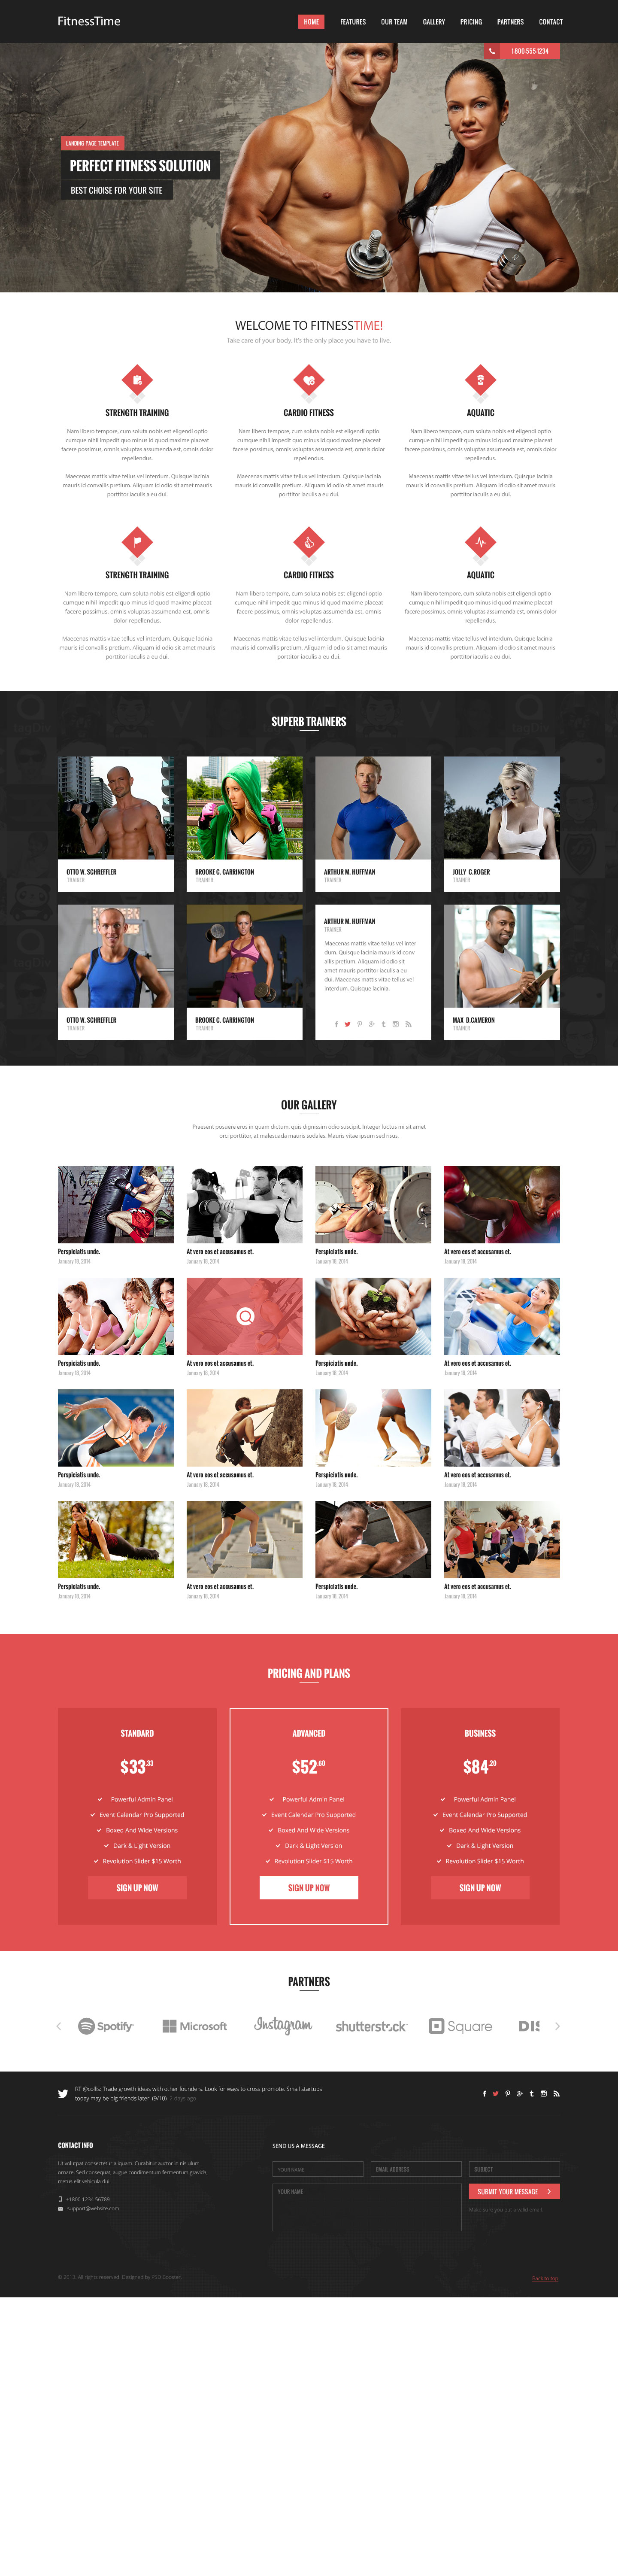 FitnessTime
HOME FEATURES OUR TEAM GALLERY PRICING PARTNERS CONTACT
1-800-555-1234
LANDING PAGE TEMPLATE
PERFECT FITNESS SOLUTION
BEST CHOISE FOR YOUR SITE
WELCOME TO FITNESSTIME!
Take care of your body. It's the only place you have to live.
STRENGTH TRAINING
Nam libero tempore, cum soluta nobis est eligendi optio
cumque nihil impedit quo minus id quod maxime placeat
facere possimus, omnis voluptas assumenda est, omnis dolor
repellendus.
Maecenas mattis vitae tellus vel interdum. Quisque lacinia
mauris id convallis pretium. Aliquam id odio sit amet mauris
porttitor iaculis a eu dui.
CARDIO FITNESS
Nam libero tempore, cum soluta nobis est eligendi optio
cumque nihil impedit quo minus id quod maxime placeat
facere possimus, omnis voluptas assumenda est, omnis dolor
repellendus.
Maecenas mattis vitae tellus vel interdum. Quisque lacinia
mauris id convallis pretium. Aliquam id odio sit amet mauris
porttitor iaculis a eu dui.
AQUATIC
Nam libero tempore, cum soluta nobis est eligendi optio
cumque nihil impedit quo minus id quod maxime placeat
facere possimus, omnis voluptas assumenda est, omnis dolor
repellendus.
Maecenas mattis vitae tellus vel interdum. Quisque lacinia
mauris id convallis pretium. Aliquam id odio sit amet mauris
porttitor iaculis a eu dui.
STRENGTH TRAINING
Nam libero tempore, cum soluta nobis est eligendi optio
cumque nihil impedit quo minus id quod maxime placeat
facere possimus, omnis voluptas assumenda est, omnis
dolor repellendus.
Maecenas mattis vitae tellus vel interdum. Quisque lacinia
mauris id convallis pretium. Aliquam id odio sit amet mauris
porttitor iaculis a eu dui.
CARDIO FITNESS
Nam libero tempore, cum soluta nobis est eligendi optio
cumque nihil impedit quo minus id quod maxime placeat
facere possimus, omnis voluptas assumenda est, omnis
dolor repellendus.
Maecenas mattis vitae tellus vel interdum. Quisque lacinia
mauris id convallis pretium. Aliquam id odio sit amet mauris
porttitor iaculis a eu dui.
AQUATIC
Nam libero tempore, cum soluta nobis est eligendi optio
cumque nihil impedit quo minus id quod maxime placeat
facere possimus, omnis voluptas assumenda est, omnis dolor
repellendus.
Maecenas mattis vitae tellus vel interdum. Quisque lacinia
mauris id convallis pretium. Aliquam id odio sit amet mauris
porttitor iaculis a eu dui.
SUPERB TRAINERS
OTTO W. SCHREFFLER
TRAINER
BROOKE C. CARRINGTON
TRAINER
ARTHUR M. HUFFMAN
TRAINER
JOLLY C.ROGER
TRAINER
OTTO W. SCHREFFLER
TRAINER
BROOKE C. CARRINGTON
TRAINER
ARTHUR M. HUFFMAN
TRAINER
Maecenas mattis vitae tellus vel inter
dum. Quisque lacinia mauris id conv
allis pretium. Aliquam id odio sit
amet mauris porttitor iaculis a eu
dui. Maecenas mattis vitae tellus vel
interdum. Quisque lacinia.
MAX D.CAMERON
TRAINER
OUR GALLERY
Praesent posuere eros in quam dictum, quis dignissim odio suscipit. Integer luctus mi sit amet
orci porttitor, at malesuada mauris sodales. Mauris vitae ipsum sed risus.
Perspiciatis unde.
January 18, 2014
At vero eos et accusamus et.
January 18, 2014
Perspiciatis unde.
January 18, 2014
At vero eos et accusamus et.
January 18, 2014
Perspiciatis unde.
January 18, 2014
At vero eos et accusamus et.
January 18, 2014
Perspiciatis unde.
January 18, 2014
At vero eos et accusamus et.
January 18, 2014
Perspiciatis unde.
January 18, 2014
At vero eos et accusamus et.
January 18, 2014
Perspiciatis unde.
January 18, 2014
At vero eos et accusamus et.
January 18, 2014
Perspiciatis unde.
January 18, 2014
At vero eos et accusamus et.
January 18, 2014
Perspiciatis unde.
January 18, 2014
At vero eos et accusamus et.
January 18, 2014
PRICING AND PLANS
STANDARD
$33.33
Powerful Admin Panel
Event Calendar Pro Supported
Boxed And Wide Versions
Dark & Light Version
Revolution Slider $15 Worth
SIGN UP NOW
ADVANCED
$52.60
Powerful Admin Panel
Event Calendar Pro Supported
Boxed And Wide Versions
Dark & Light Version
Revolution Slider $15 Worth
SIGN UP NOW
BUSINESS
$84.20
Powerful Admin Panel
Event Calendar Pro Supported
Boxed And Wide Versions
Dark & Light Version
Revolution Slider $15 Worth
SIGN UP NOW
PARTNERS
Spotify Microsoft Instagram shutterstock Square DIS
RT @collis: Trade growth ideas with other founders. Look for ways to cross promote. Small startups
today may be big friends later. (9/10) 2 days ago
CONTACT INFO
Ut volutpat consectetur aliquam. Curabitur auctor in nis ulum
ornare. Sed consequat, augue condimentum fermentum gravida,
metus elit vehicula dui.
+1800 1234 56789
support@website.com
SEND US A MESSAGE
YOUR NAME
EMAIL ADDRESS
SUBJECT
YOUR NAME
SUBMIT YOUR MESSAGE
Make sure you put a valid email.
© 2013. All rights reserved. Designed by PSD Booster.
Back to top